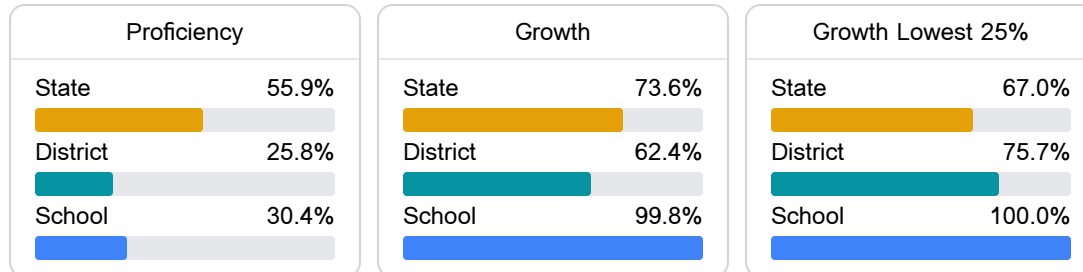 Proficiency
State 55.9%
District 25.8%
School 30.4%
Growth
State 73.6%
District 62.4%
School 99.8%
Growth Lowest 25%
State 67.0%
District 75.7%
School 100.0%